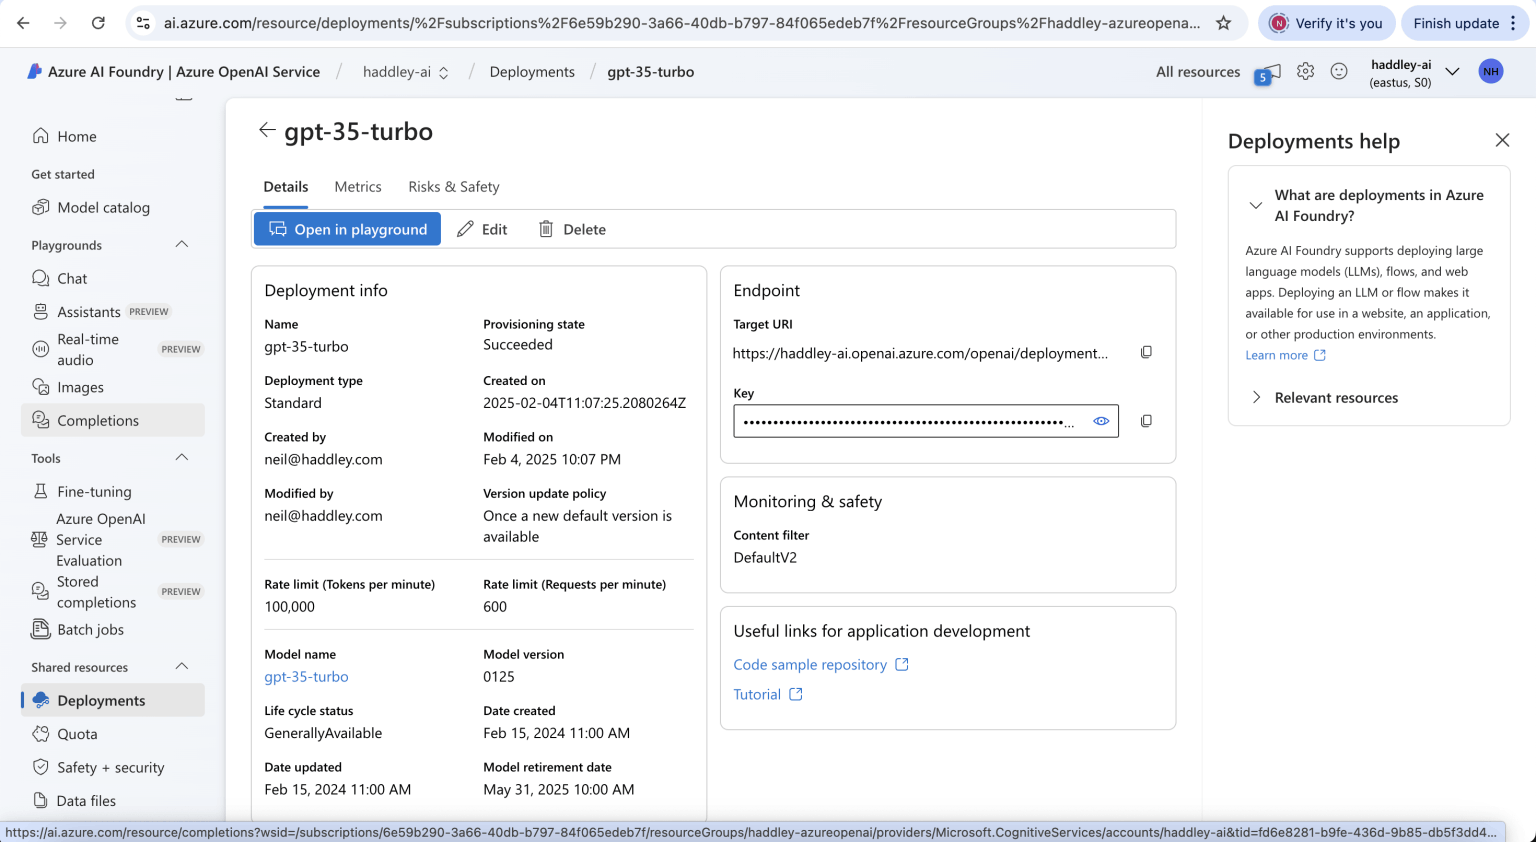 ai.azure.com/resource/deployments/%2Fsubscriptions%2F6e59b290-3a66-40db-b797-84f065edeb7f%2FresourceGroups%2Fhaddley-azureopena...
N
Verify it's you
Finish update
Azure AI Foundry | Azure OpenAI Service
/
haddley-ai
/
Deployments
/
gpt-35-turbo
All resources
5
haddley-ai
(eastus, S0)
NH
Home
Get started
Model catalog
Playgrounds
Chat
Assistants PREVIEW
Real-time
audio
PREVIEW
Images
Completions
Tools
Fine-tuning
Azure OpenAI
Service
Evaluation
PREVIEW
Stored
completions
PREVIEW
Batch jobs
Shared resources
Deployments
Quota
Safety + security
Data files
gpt-35-turbo
Details
Metrics
Risks & Safety
Open in playground
Edit
Delete
Deployment info
Name
gpt-35-turbo
Provisioning state
Succeeded
Deployment type
Standard
Created on
2025-02-04T11:07:25.2080264Z
Created by
neil@haddley.com
Modified on
Feb 4, 2025 10:07 PM
Modified by
neil@haddley.com
Version update policy
Once a new default version is
available
Rate limit (Tokens per minute)
100,000
Rate limit (Requests per minute)
600
Model name
gpt-35-turbo
Model version
0125
Life cycle status
GenerallyAvailable
Date created
Feb 15, 2024 11:00 AM
Date updated
Feb 15, 2024 11:00 AM
Model retirement date
May 31, 2025 10:00 AM
Endpoint
Target URI
https://haddley-ai.openai.azure.com/openai/deployment...
Key
Monitoring & safety
Content filter
DefaultV2
Useful links for application development
Code sample repository
Tutorial
Deployments help
What are deployments in Azure
AI Foundry?
Azure AI Foundry supports deploying large
language models (LLMs), flows, and web
apps. Deploying an LLM or flow makes it
available for use in a website, an application,
or other production environments.
Learn more
Relevant resources
https://ai.azure.com/resource/completions?wsid=/subscriptions/6e59b290-3a66-40db-b797-84f065edeb7f/resourceGroups/haddley-azureopenai/providers/Microsoft.CognitiveServices/accounts/haddley-ai&tid=fd6e8281-b9fe-436d-9b85-db5f3dd4...